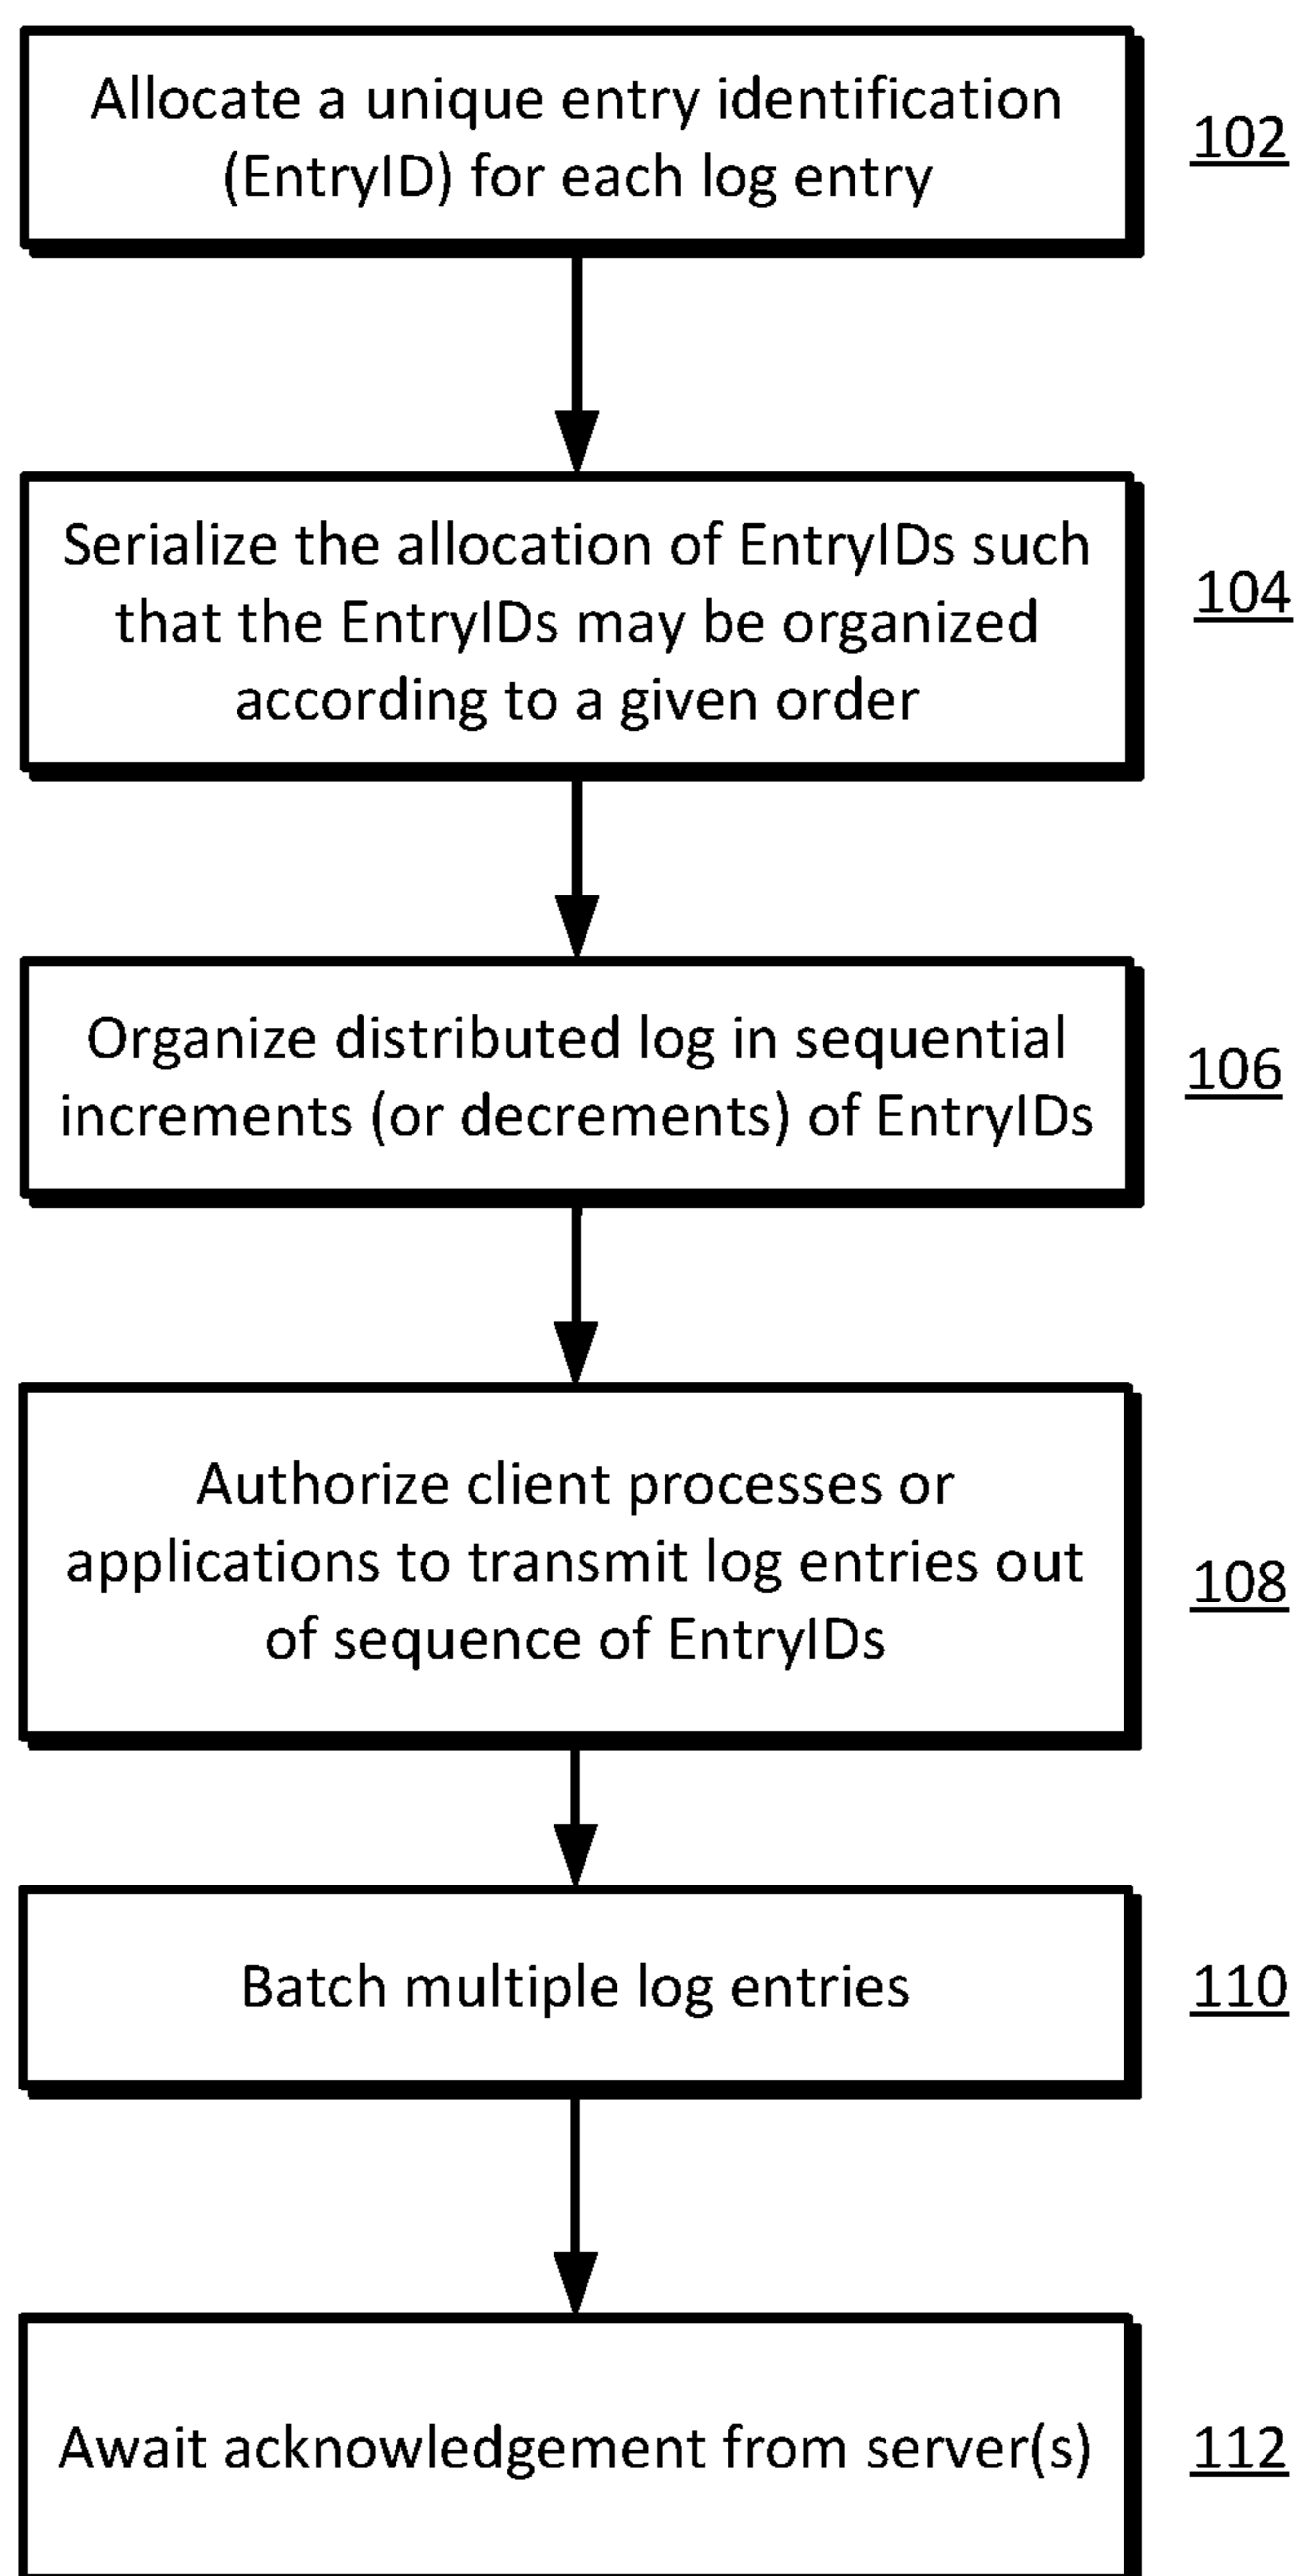 Allocate a unique entry identification
(EntryID) for each log entry
102
Serialize the allocation of EntryIDs such
that the EntryIDs may be organized
according to a given order
104
Organize distributed log in sequential
increments (or decrements) of EntryIDs
106
Authorize client processes or
applications to transmit log entries out
of sequence of EntryIDs
108
Batch multiple log entries
110
Await acknowledgement from server(s)
112